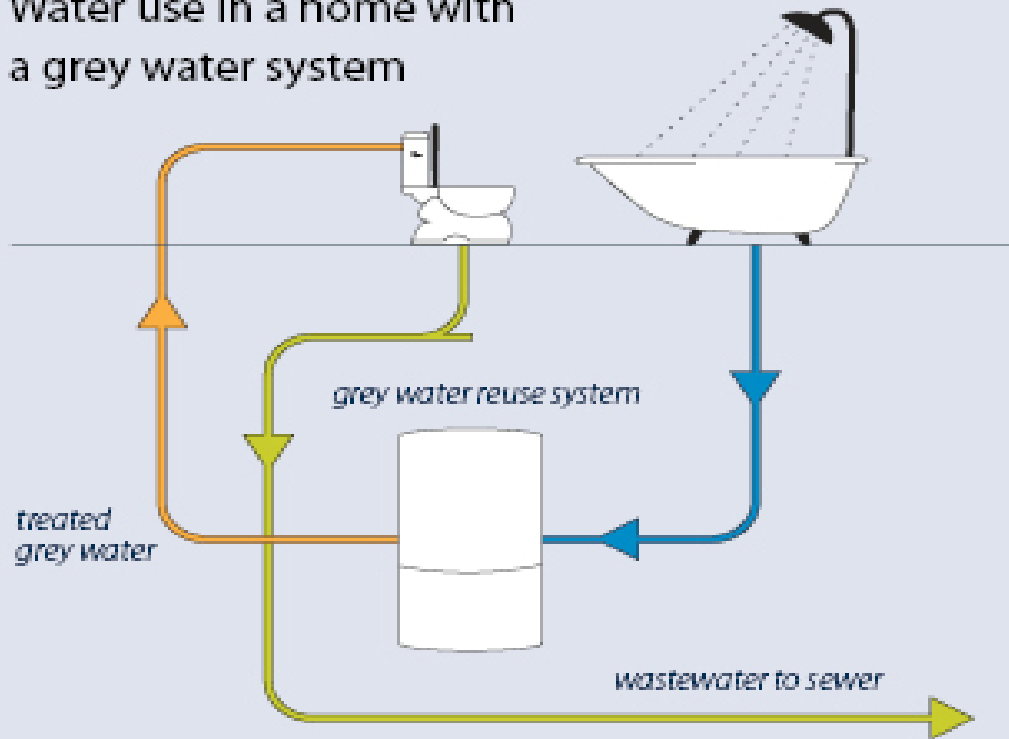 Water use in a home with
a grey water system
grey water reuse system
treated
grey water
wastewater to sewer